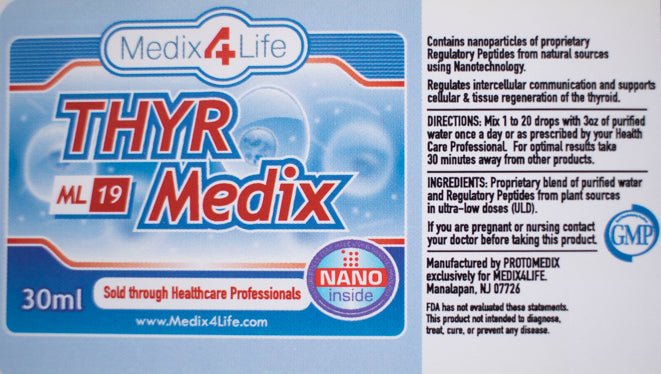 Medix4Life
THYR
ML 19 Medix
NANO
inside
30ml
Sold through Healthcare Professionals
www.Medix4Life.com
Contains nanoparticles of proprietary
Regulatory Peptides from natural sources
using Nanotechnology.
Regulates intercellular communication and supports
cellular & tissue regeneration of the thyroid.
DIRECTIONS: Mix 1 to 20 drops with 3oz of purified
water once a day or as prescribed by your Health
Care Professional. For optimal results take
30 minutes away from other products.
INGREDIENTS: Proprietary blend of purified water
and Regulatory Peptides from plant sources
in ultra-low doses (ULD).
If you are pregnant or nursing contact
your doctor before taking this product.
GMP
Manufactured by PROTOMEDIX
exclusively for MEDIX4LIFE.
Manalapan, NJ 07726
FDA has not evaluated these statements.
This product not intended to diagnose,
treat, cure, or prevent any disease.